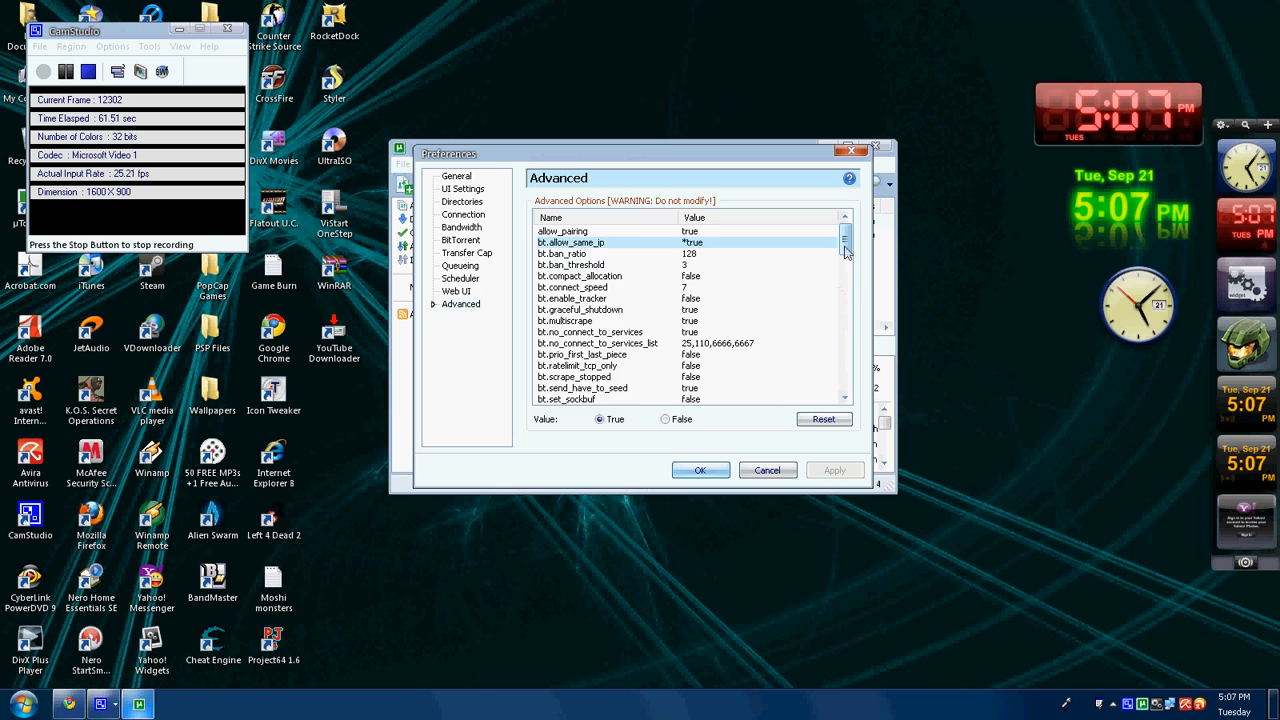 CamStudio
File Region Options Tools View Help
Current Frame : 12302
Time Elasped : 61.51 sec
Number of Colors : 32 bits
Codec : Microsoft Video 1
Actual Input Rate : 25.21 fps
Dimension : 1600 X 900
Press the Stop Button to stop recording
Counter Strike Source
RocketDock
CrossFire
Styler
DivX Movies
UltraISO
Flatout U.C.
ViStart OneStep
Acrobat.com
iTunes
Steam
PopCap Games
Game Burn
WinRAR
Adobe Reader 7.0
JetAudio
VDownloader
PSP Files
Google Chrome
YouTube Downloader
avast! Intern...
K.O.S. Secret Operations
VLC media player
Wallpapers
Icon Tweaker
Avira Antivirus
McAfee Security Sc...
Winamp
50 FREE MP3s +1 Free Au...
Internet Explorer 8
CamStudio
Mozilla Firefox
Winamp Remote
Alien Swarm
Left 4 Dead 2
CyberLink PowerDVD 9
Nero Home Essentials SE
Yahoo! Messenger
BandMaster
Moshi monsters
DivX Plus Player
Nero StartSm...
Yahoo! Widgets
Cheat Engine
Project64 1.6
Preferences
General
UI Settings
Directories
Connection
Bandwidth
BitTorrent
Transfer Cap
Queueing
Scheduler
Web UI
Advanced
Advanced
Advanced Options [WARNING: Do not modify!]
Name Value
allow_pairing true
bt.allow_same_ip *true
bt.ban_ratio 128
bt.ban_threshold 3
bt.compact_allocation false
bt.connect_speed 7
bt.enable_tracker false
bt.graceful_shutdown true
bt.multiscrape true
bt.no_connect_to_services true
bt.no_connect_to_services_list 25,110,6666,6667
bt.prio_first_last_piece false
bt.ratelimit_tcp_only false
bt.scrape_stopped false
bt.send_have_to_seed true
bt.set_sockbuf false
Value: True False Reset
OK Cancel Apply
5:07 PM
TUES
Tue, Sep 21
5:07 PM
21
5:07
TUES PM
widget
Tue, Sep 21
5:07
Tue, Sep 21
5:07
5:07 PM
Tuesday